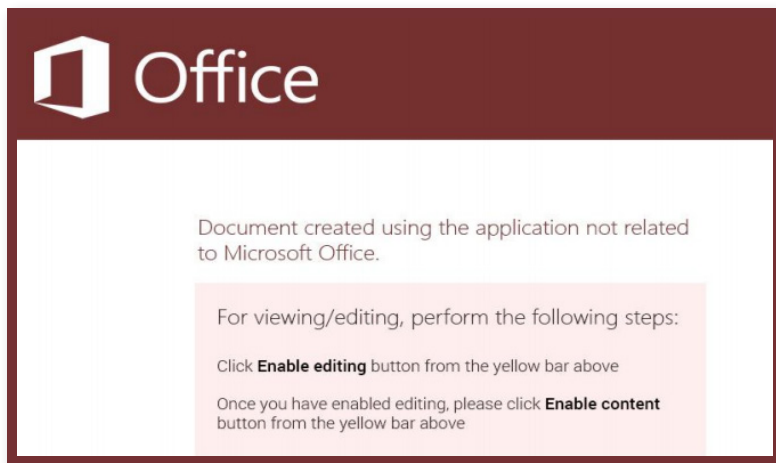 Office
Document created using the application not related
to Microsoft Office.
For viewing/editing, perform the following steps:
Click Enable editing button from the yellow bar above
Once you have enabled editing, please click Enable content
button from the yellow bar above